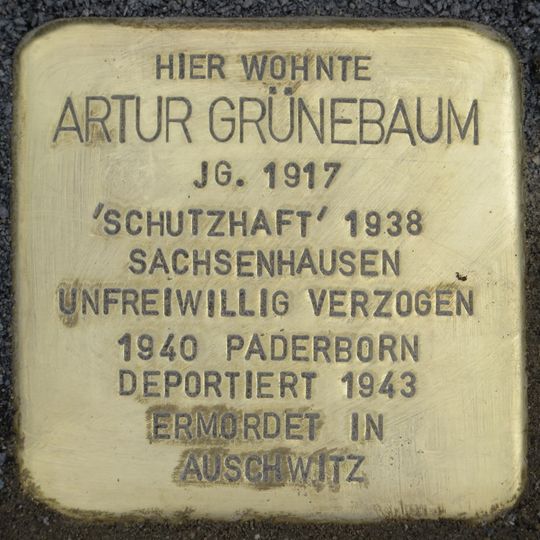 HIER WOHNTE
ARTUR GRÜNEBAUM
JG. 1917
'SCHUTZHAFT' 1938
SACHSENHAUSEN
UNFREIWILLIG VERZOGEN
1940 PADERBORN
DEPORTIERT 1943
ERMORDET IN
AUSCHWITZ